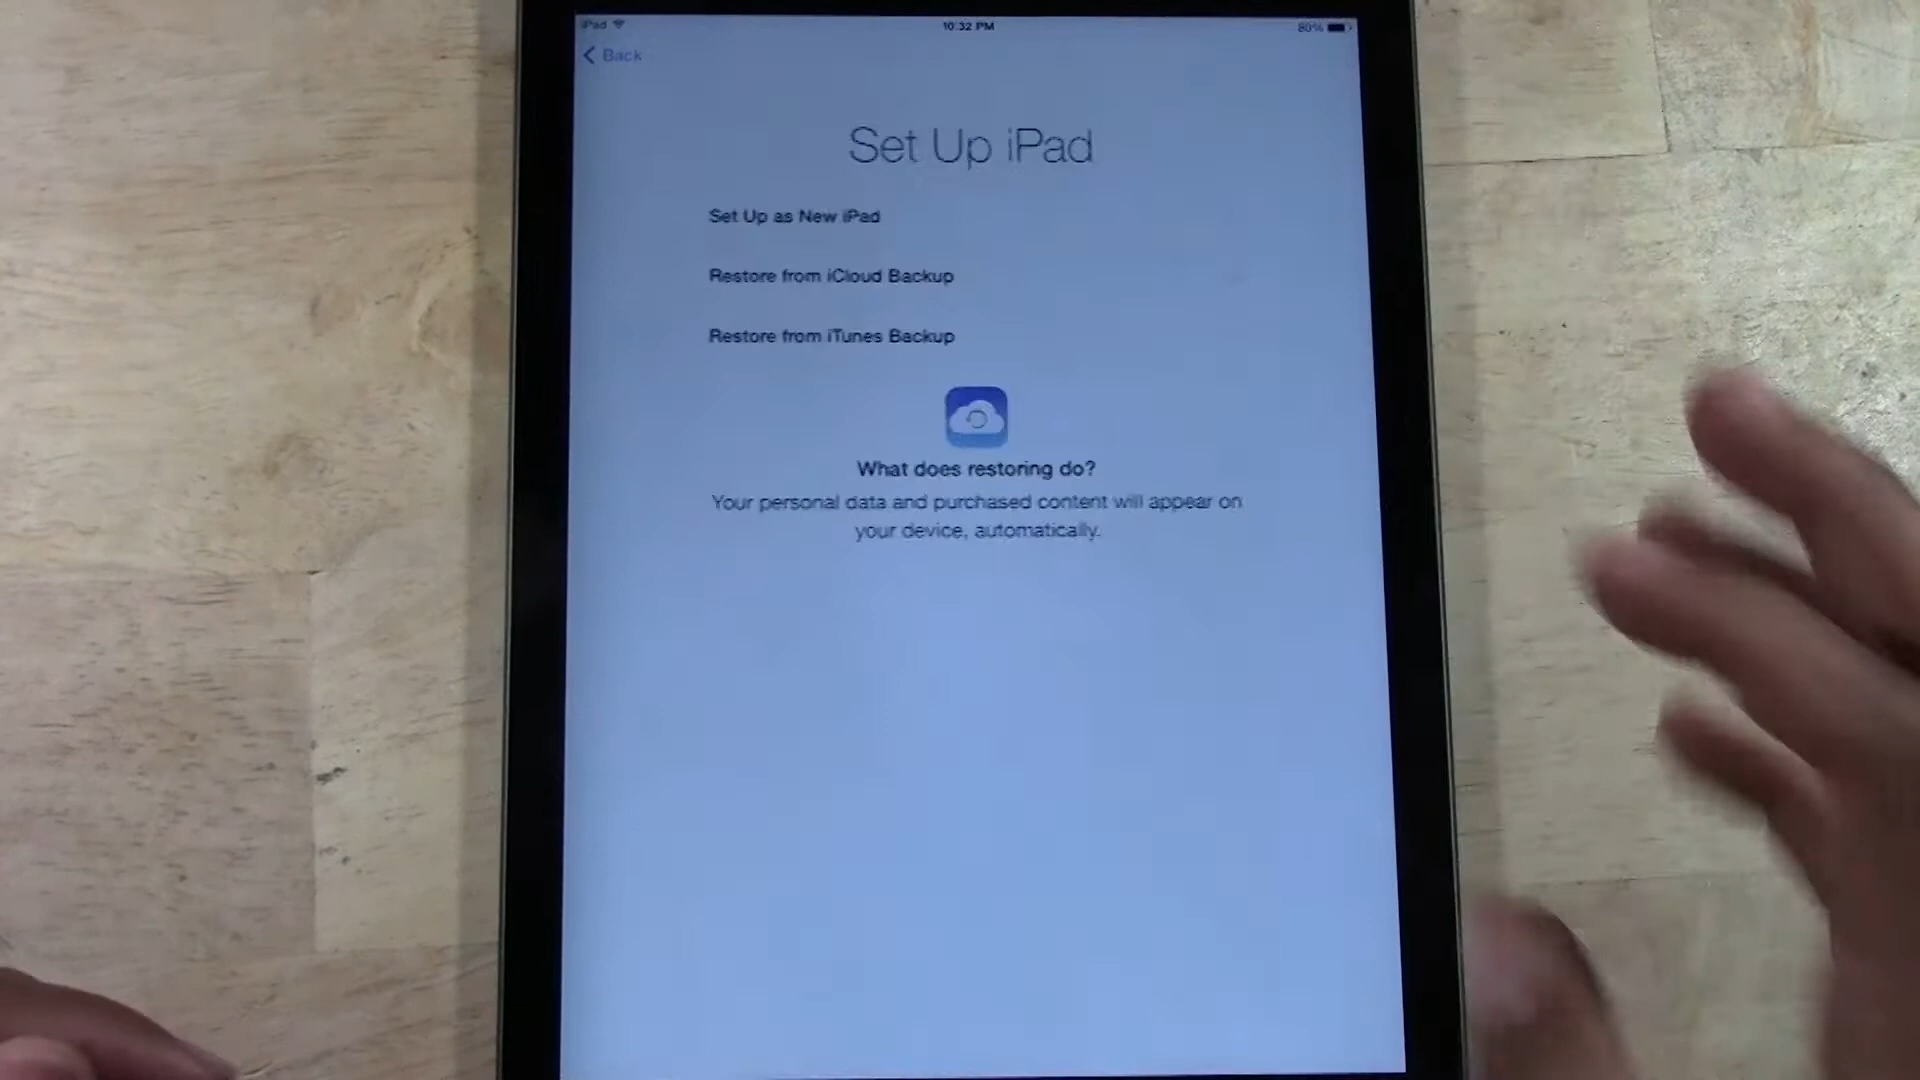 iPad
10:32 PM
80%
Back
Set Up iPad
Set Up as New iPad
Restore from iCloud Backup
Restore from iTunes Backup
What does restoring do?
Your personal data and purchased content will appear on
your device, automatically.